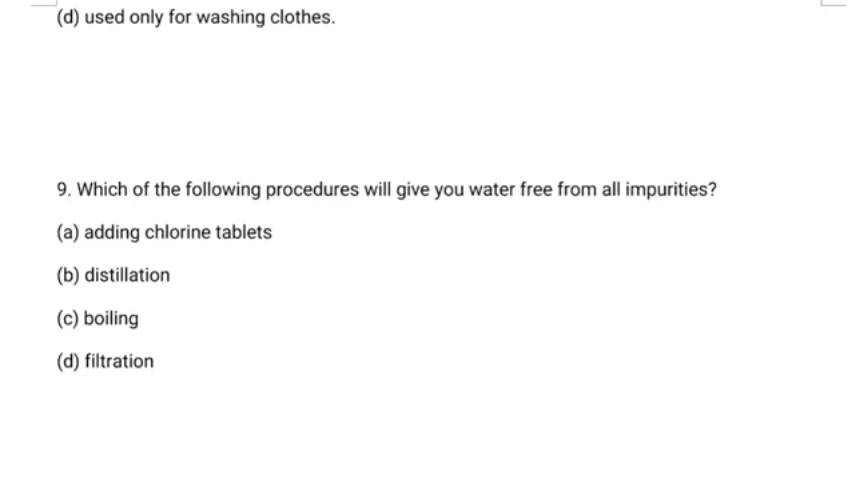 (d) used only for washing clothes.
9. Which of the following procedures will give you water free from all impurities?
(a) adding chlorine tablets
(b) distillation
(c) boiling
(d) filtration